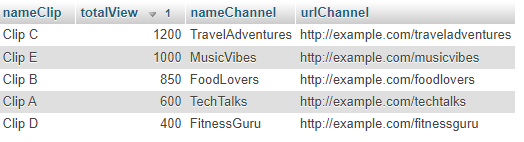 nameClip totalView 1 nameChannel urlChannel
Clip C 1200 TravelAdventures http://example.com/traveladventures
Clip E 1000 MusicVibes http://example.com/musicvibes
Clip B 850 FoodLovers http://example.com/foodlovers
Clip A 600 TechTalks http://example.com/techtalks
Clip D 400 FitnessGuru http://example.com/fitnessguru